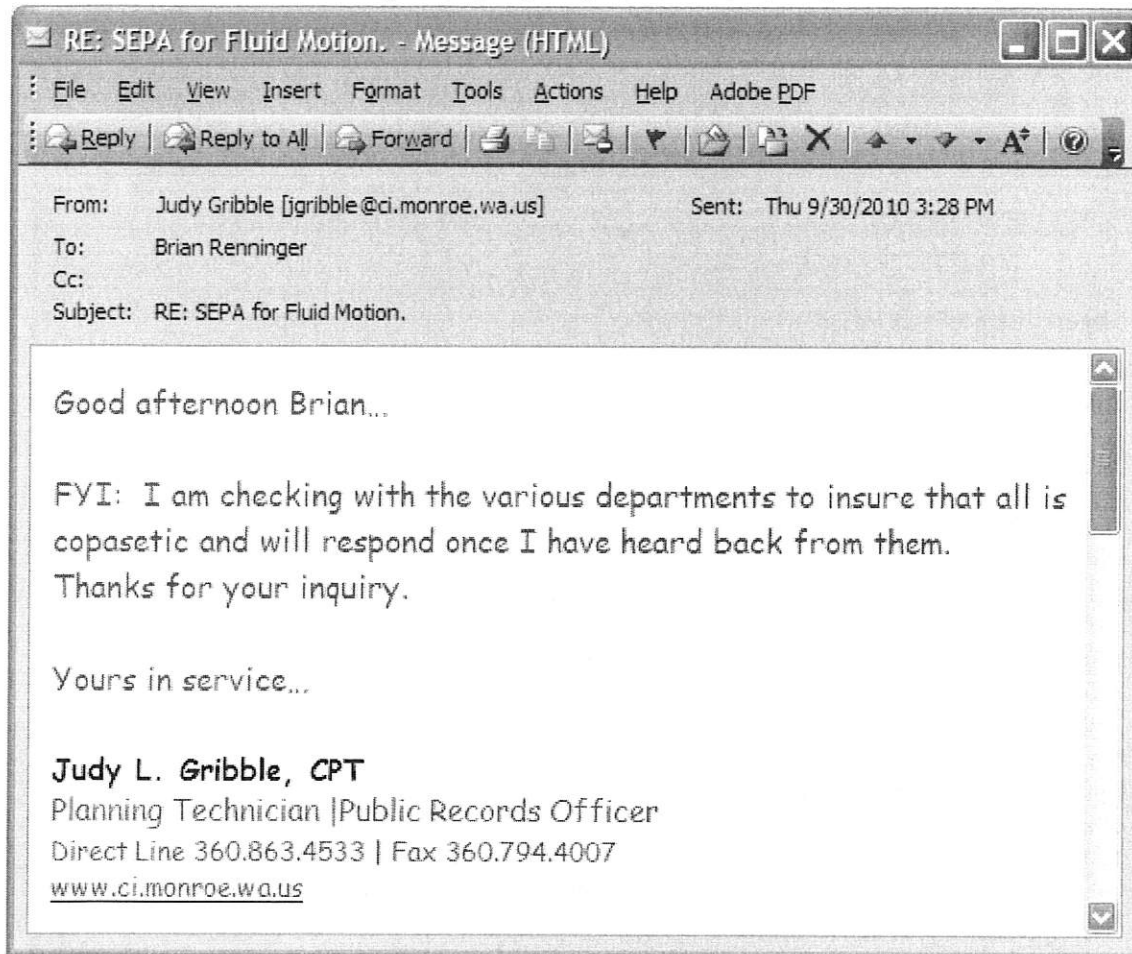 RE: SEPA for Fluid Motion. - Message (HTML)
File Edit View Insert Format Tools Actions Help Adobe PDF
Reply | Reply to All | Forward
From: Judy Gribble [jgribble@ci.monroe.wa.us] Sent: Thu 9/30/2010 3:28 PM
To: Brian Renninger
Cc:
Subject: RE: SEPA for Fluid Motion.
Good afternoon Brian...
FYI: I am checking with the various departments to insure that all is
copasetic and will respond once I have heard back from them.
Thanks for your inquiry.
Yours in service...
Judy L. Gribble, CPT
Planning Technician |Public Records Officer
Direct Line 360.863.4533 | Fax 360.794.4007
www.ci.monroe.wa.us